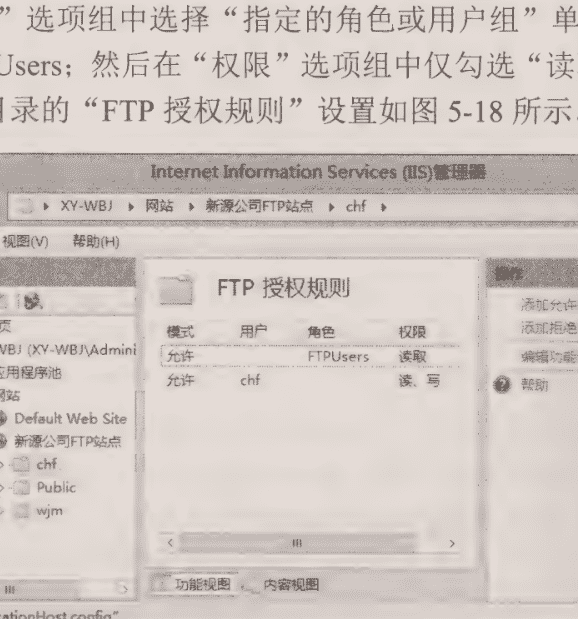 ”选项组中选择“指定的角色或用户组”单
Users；然后在“权限”选项组中仅勾选“读
目录的“FTP 授权规则”设置如图 5-18 所示
Internet Information Services (IIS)管理器
XY-WBJ 网站 新源公司FTP站点 chf
视图(V) 帮助(H)
FTP 授权规则
模式 用户 角色 权限
允许 FTPUsers 读取
允许 chf 读、写
页
WBJ (XY-WBJ\Admini
应用程序池
网站
Default Web Site
新源公司FTP站点
chf
Public
wjm
功能视图 内容视图
操作
添加允许
添加拒绝
编辑功能
帮助
cationHost.config"